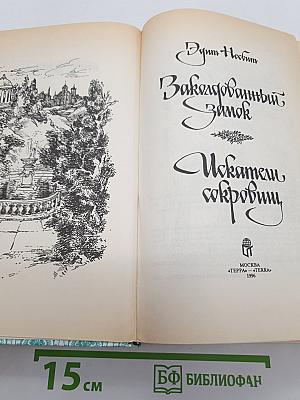 Эдит Несбит
Заколдованный
замок
Искатели
сокровищ
МОСКВА
«ТЕРРА» — «TERRA»
1996
15 см
БФ БИБЛИОФАН